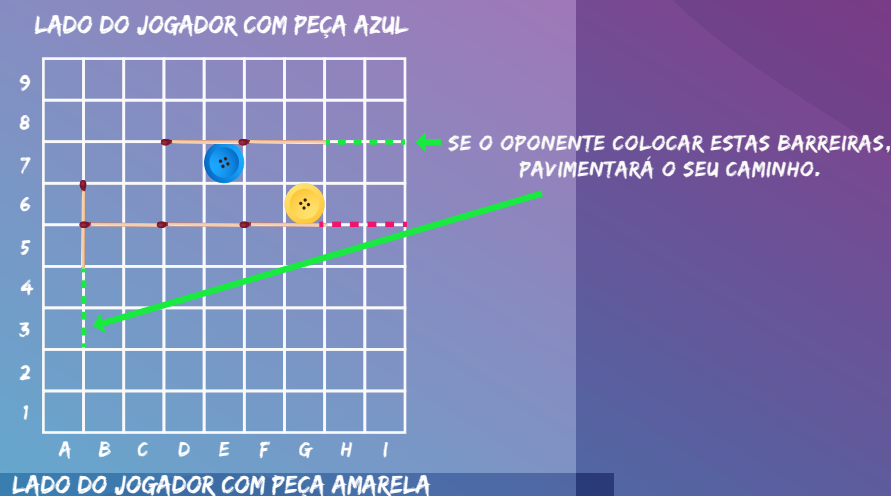 LADO DO JOGADOR COM PEÇA AZUL
9
8
SE O OPONENTE COLOCAR ESTAS BARREIRAS,
7
PAVIMENTARÁ O SEU CAMINHO.
6
5
4
3
2
1
A B C D E F G H I
LADO DO JOGADOR COM PEÇA AMARELA